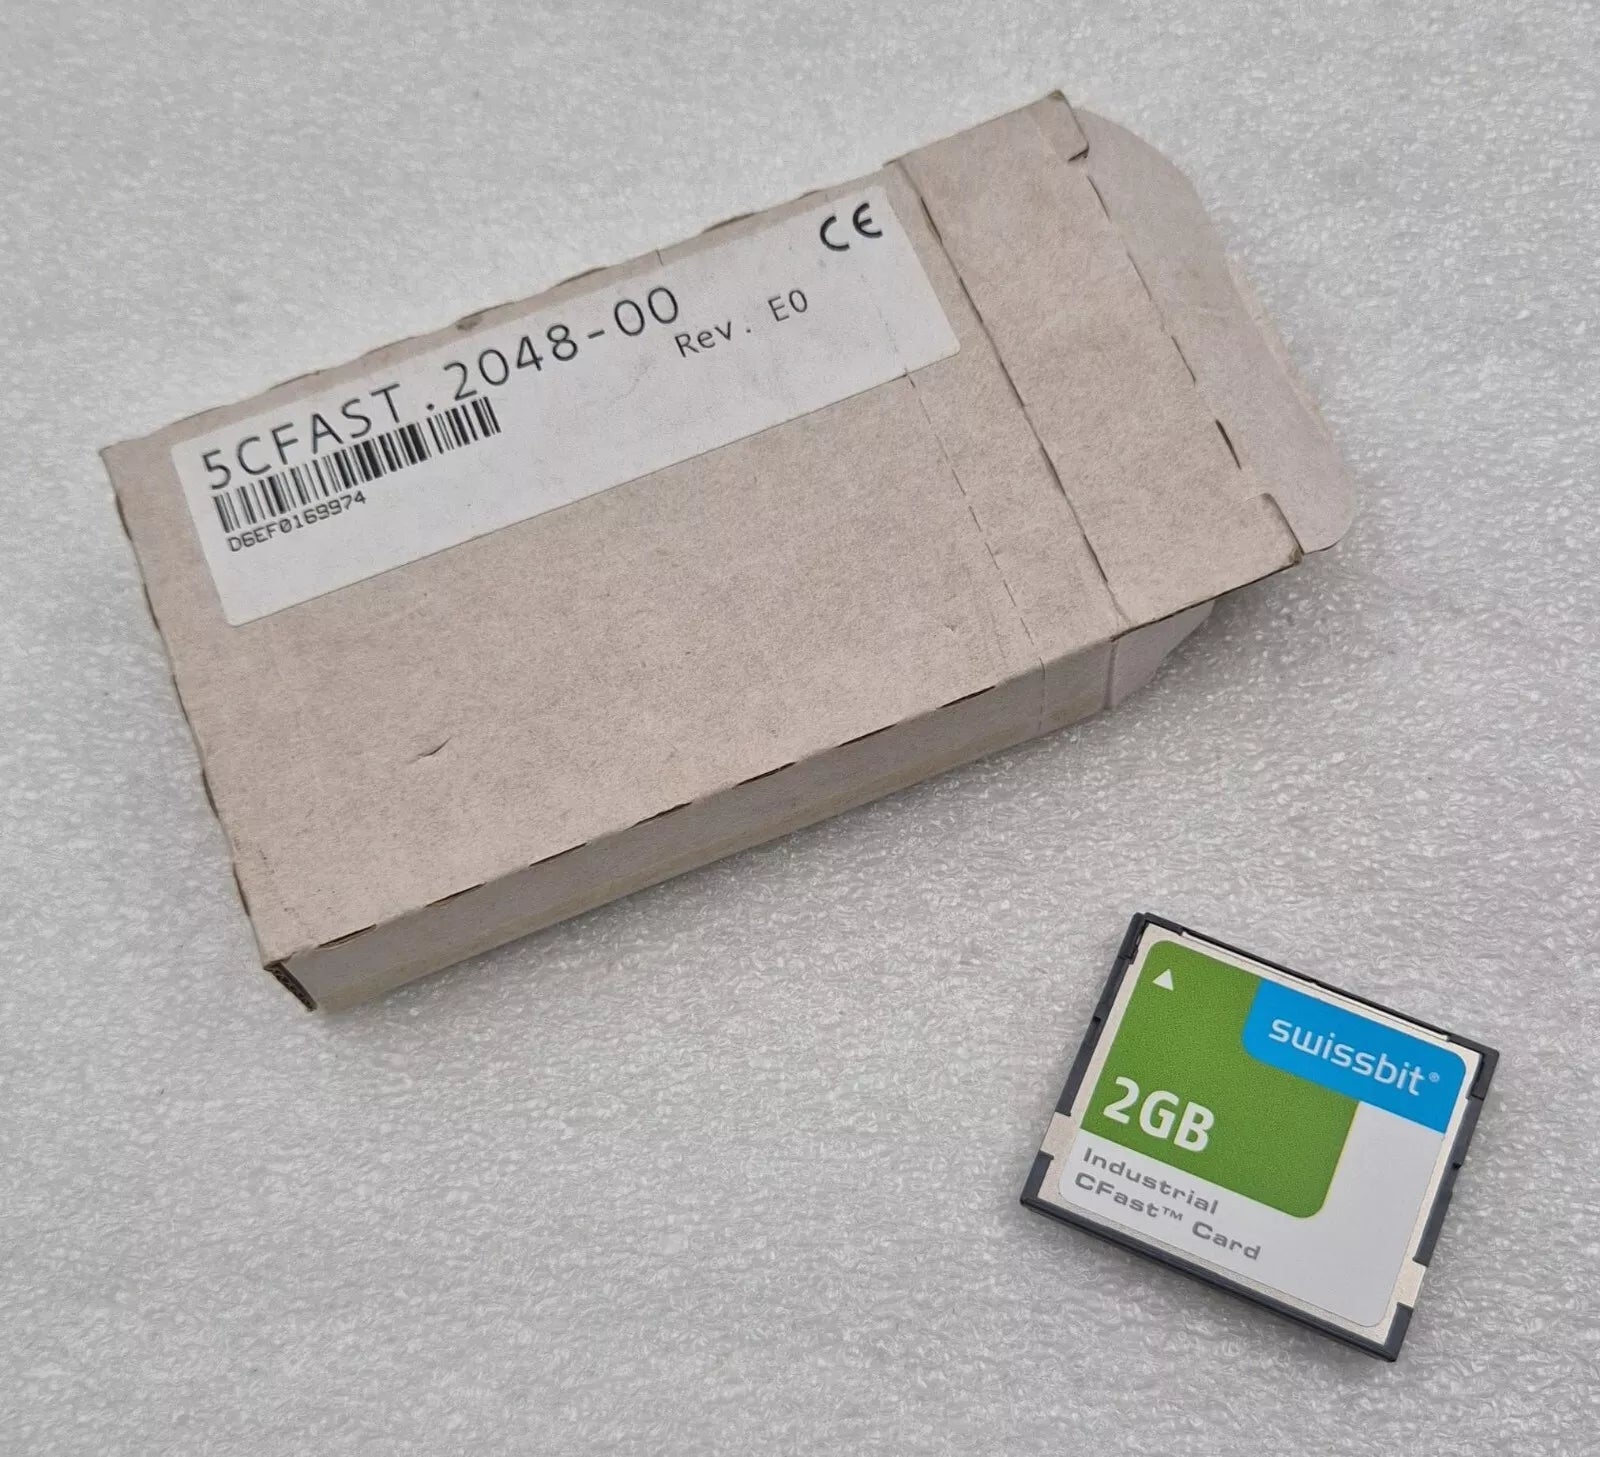 CE
5CFAST.2048-00
Rev. E0
D6EF0169974
swissbit®
2GB
Industrial
CFast™ Card